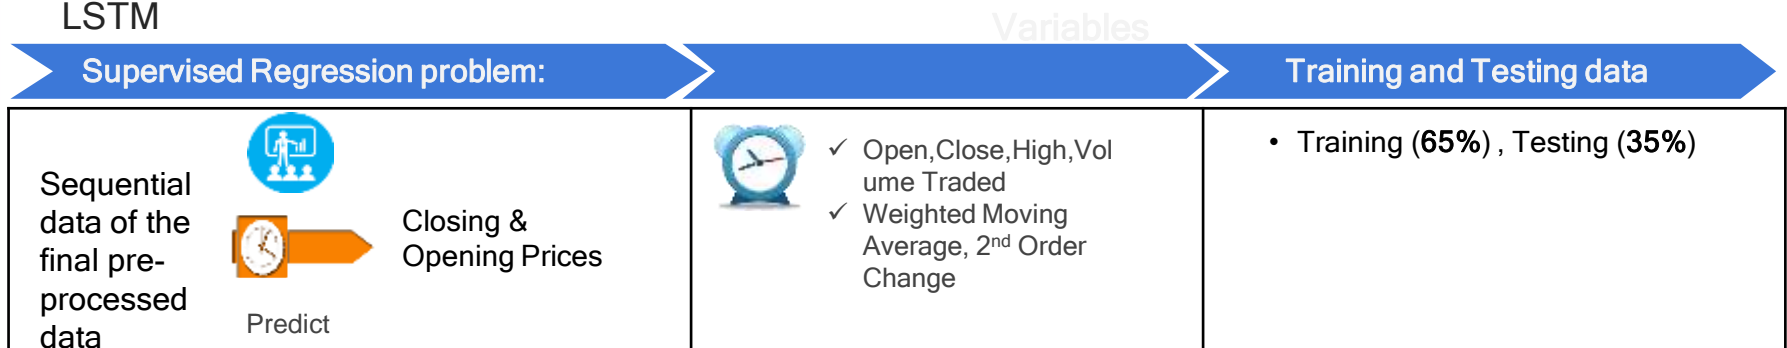 LSTM
Variables
Supervised Regression problem:
Training and Testing data
Sequential
data of the
final pre-
processed
data
Closing &
Opening Prices
Predict
✓ Open,Close,High,Vol
ume Traded
✓ Weighted Moving
Average, 2nd Order
Change
• Training (65%) , Testing (35%)